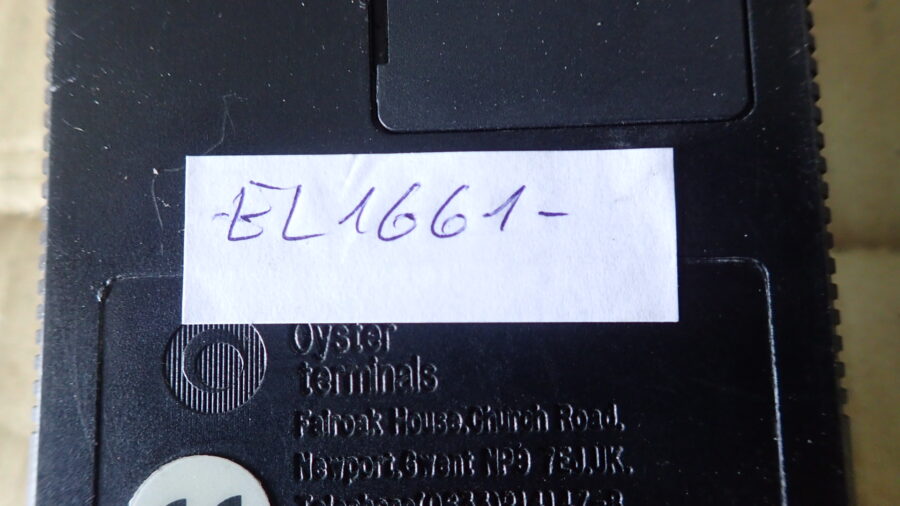 -EL1661-
Oyster
terminals
Fairoak House,Church Road,
Newport,Gwent NP9 7EJ,UK.